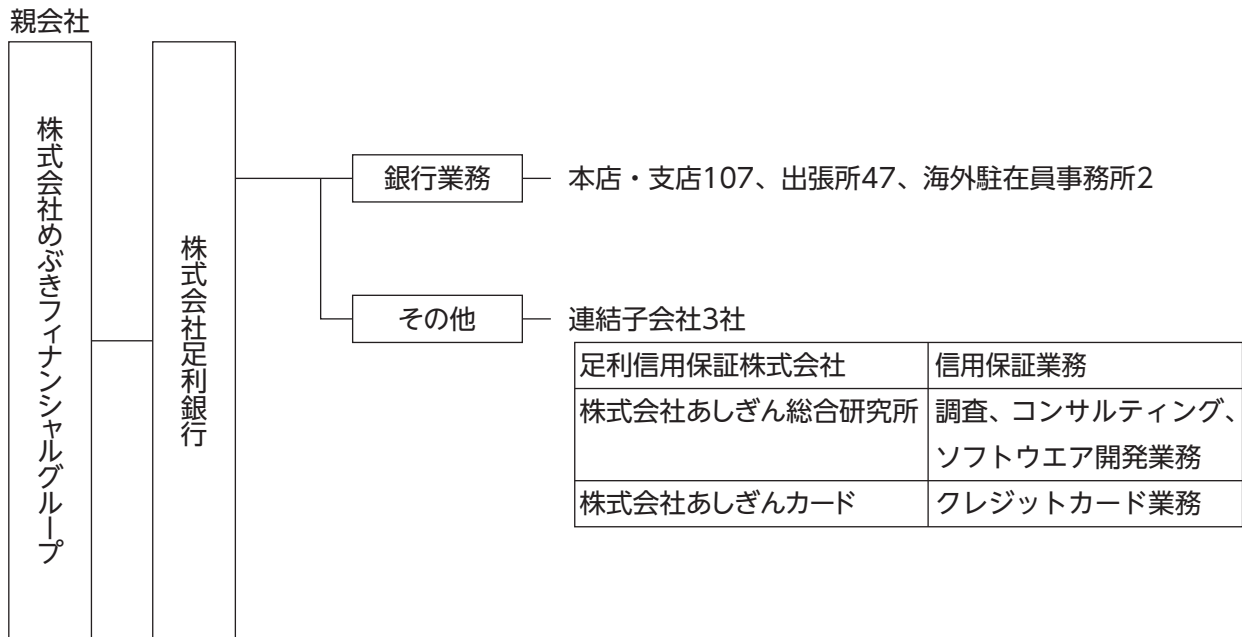 親会社
株式会社めぶきフィナンシャルグループ
株式会社足利銀行
銀行業務
本店・支店107、出張所47、海外駐在員事務所2
その他
連結子会社3社
足利信用保証株式会社
信用保証業務
株式会社あしぎん総合研究所
調査、コンサルティング、
ソフトウエア開発業務
株式会社あしぎんカード
クレジットカード業務